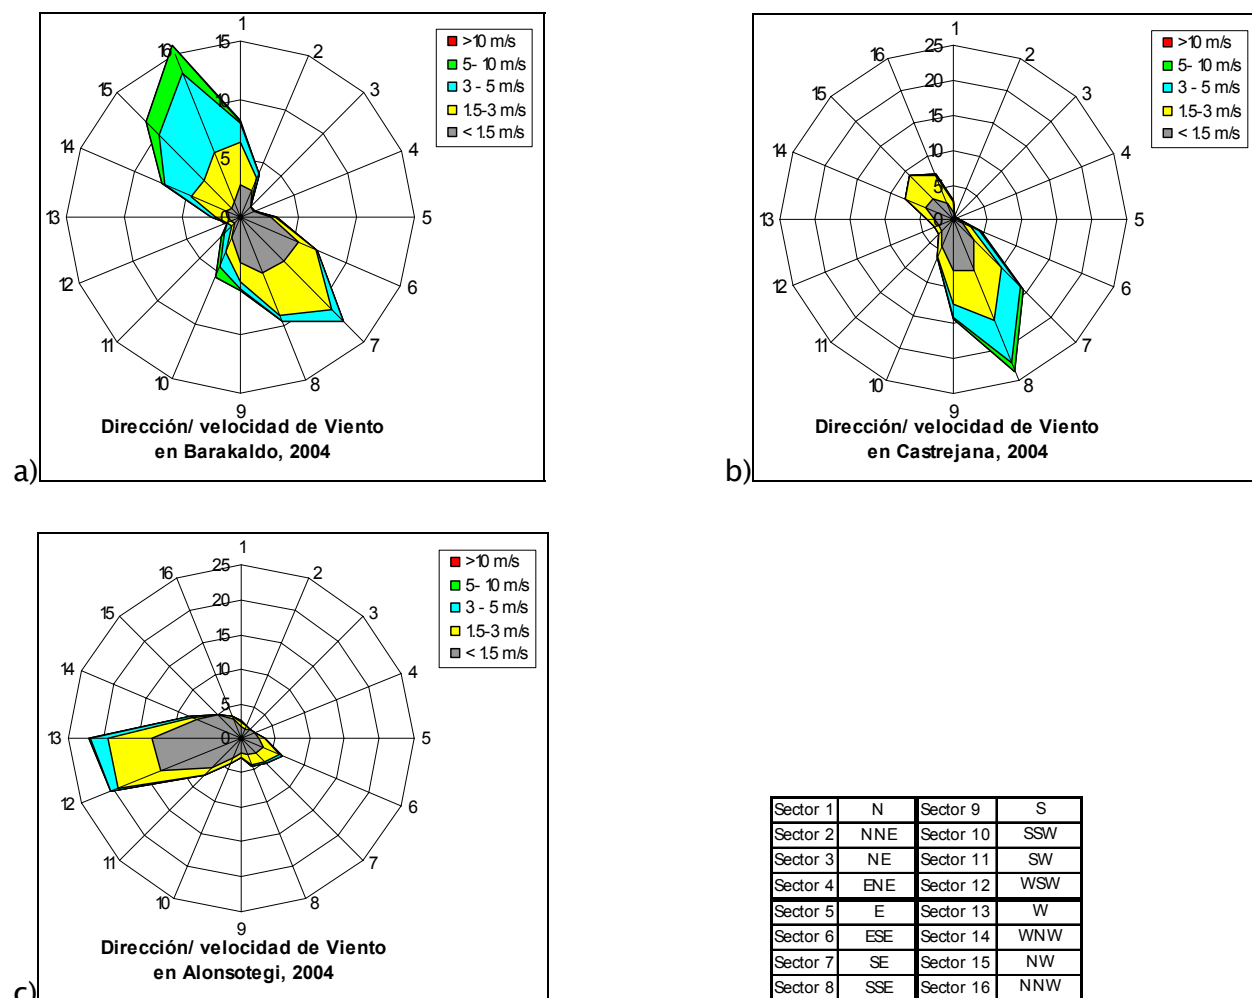 a)
1
2
3
4
5
6
7
8
9
10
11
12
13
14
15
16
15
10
5
0
>10 m/s
5- 10 m/s
3 - 5 m/s
1.5-3 m/s
< 1.5 m/s
Dirección/ velocidad de Viento
en Barakaldo, 2004
b)
1
2
3
4
5
6
7
8
9
10
11
12
13
14
15
16
25
20
15
10
5
0
>10 m/s
5- 10 m/s
3 - 5 m/s
1.5-3 m/s
< 1.5 m/s
Dirección/ velocidad de Viento
en Castrejana, 2004
c)
1
2
3
4
5
6
7
8
9
10
11
12
13
14
15
16
25
20
15
10
5
0
>10 m/s
5- 10 m/s
3 - 5 m/s
1.5-3 m/s
< 1.5 m/s
Dirección/ velocidad de Viento
en Alonsotegi, 2004
Sector 1 N Sector 9 S
Sector 2 NNE Sector 10 SSW
Sector 3 NE Sector 11 SW
Sector 4 ENE Sector 12 WSW
Sector 5 E Sector 13 W
Sector 6 ESE Sector 14 WNW
Sector 7 SE Sector 15 NW
Sector 8 SSE Sector 16 NNW